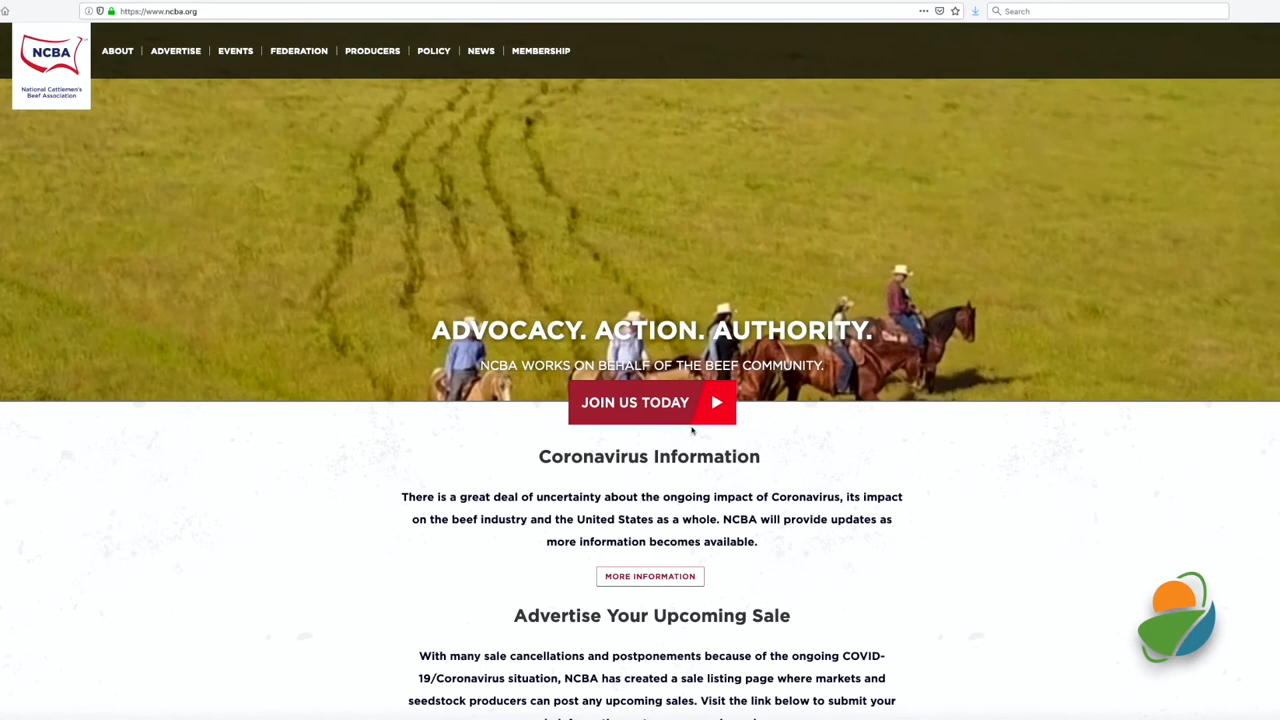 https://www.ncba.org
Search
NCBA
National Cattlemen's
Beef Association
ABOUT
ADVERTISE
EVENTS
FEDERATION
PRODUCERS
POLICY
NEWS
MEMBERSHIP
ADVOCACY. ACTION. AUTHORITY.
NCBA WORKS ON BEHALF OF THE BEEF COMMUNITY.
JOIN US TODAY
Coronavirus Information
There is a great deal of uncertainty about the ongoing impact of Coronavirus, its impact
on the beef industry and the United States as a whole. NCBA will provide updates as
more information becomes available.
MORE INFORMATION
Advertise Your Upcoming Sale
With many sale cancellations and postponements because of the ongoing COVID-
19/Coronavirus situation, NCBA has created a sale listing page where markets and
seedstock producers can post any upcoming sales. Visit the link below to submit your